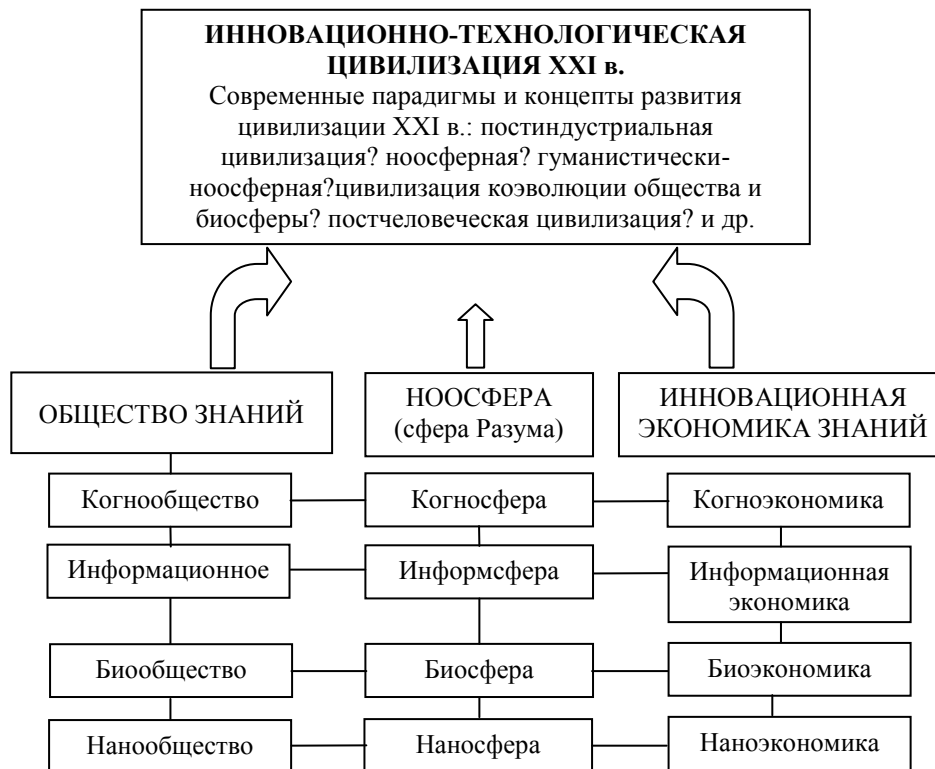 ИННОВАЦИОННО-ТЕХНОЛОГИЧЕСКАЯ
ЦИВИЛИЗАЦИЯ XXI в.
Современные парадигмы и концепты развития
цивилизации XXI в.: постиндустриальная
цивилизация? ноосферная? гуманистически-
ноосферная?цивилизация коэволюции общества и
биосферы? постчеловеческая цивилизация? и др.
ОБЩЕСТВО ЗНАНИЙ
НООСФЕРА
(сфера Разума)
ИННОВАЦИОННАЯ
ЭКОНОМИКА ЗНАНИЙ
Когнообщество
Когносфера
Когноэкономика
Информационное
Информсфера
Информационная
экономика
Биообщество
Биосфера
Биоэкономика
Нанообщество
Наносфера
Наноэкономика